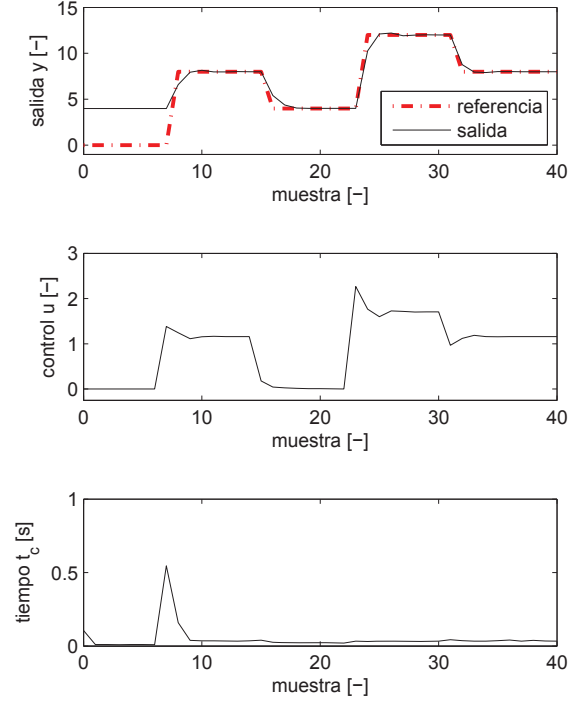 15
10
5
0
salida y [−]
referencia
salida
0 10 20 30 40
muestra [−]
3
2
1
0
control u [−]
0 10 20 30 40
muestra [−]
1
0.5
0
tiempo t_c [s]
0 10 20 30 40
muestra [−]